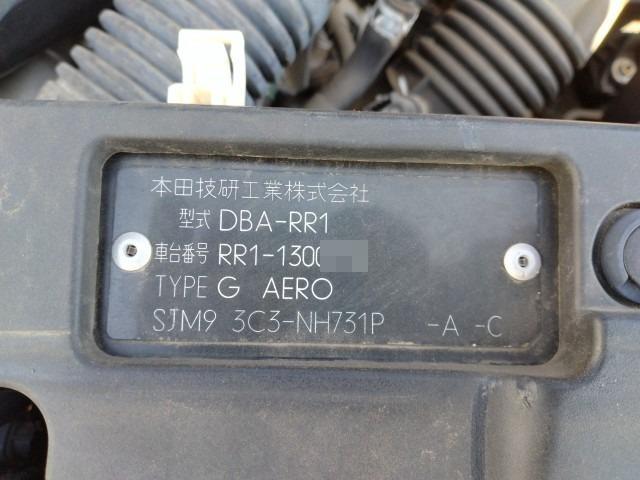 本田技研工業株式会社
型式 DBA-RR1
車台番号 RR1-1300
TYPE G AERO
SJM9 3C3-NH731P -A -C